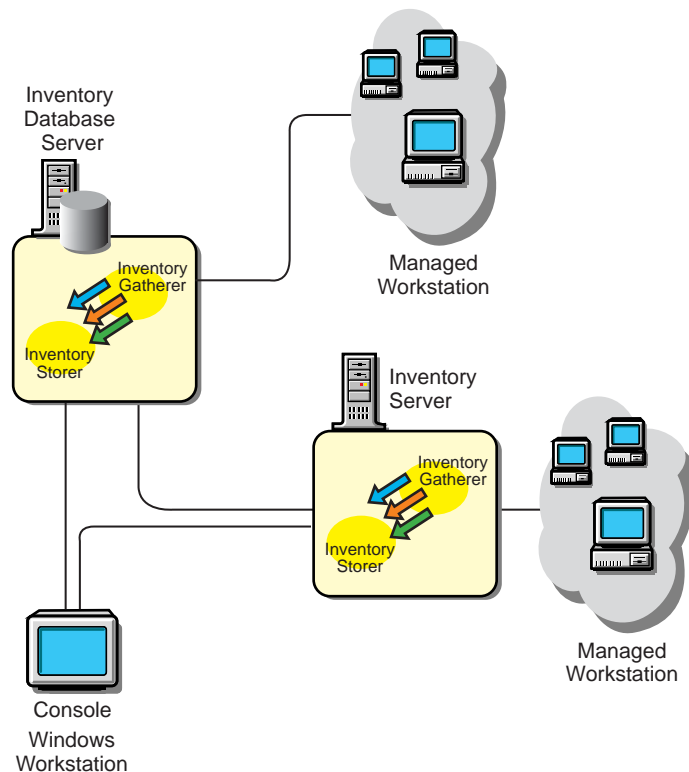 Inventory
Database
Server
Managed
Workstation
Inventory
Gatherer
Inventory
Storer
Inventory
Server
Inventory
Gatherer
Inventory
Storer
Managed
Workstation
Console
Windows
Workstation